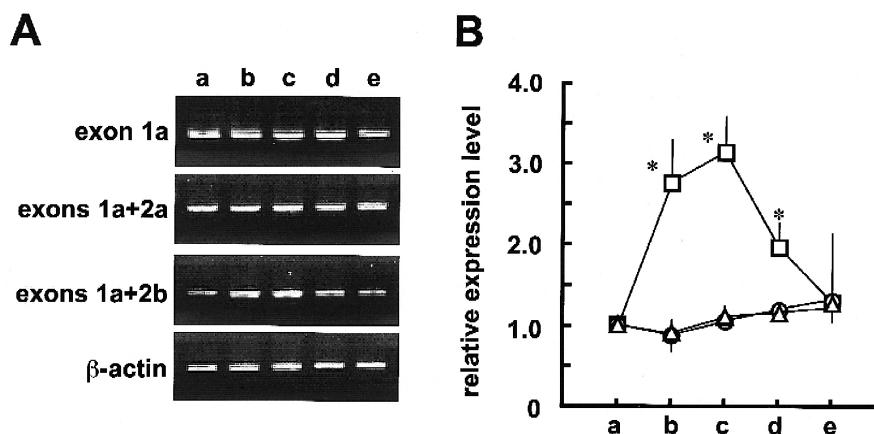 A
a b c d e
exon 1a
exons 1a+2a
exons 1a+2b
β-actin
B
relative expression level
4.0
3.0
2.0
1.0
0
*
*
*
a b c d e